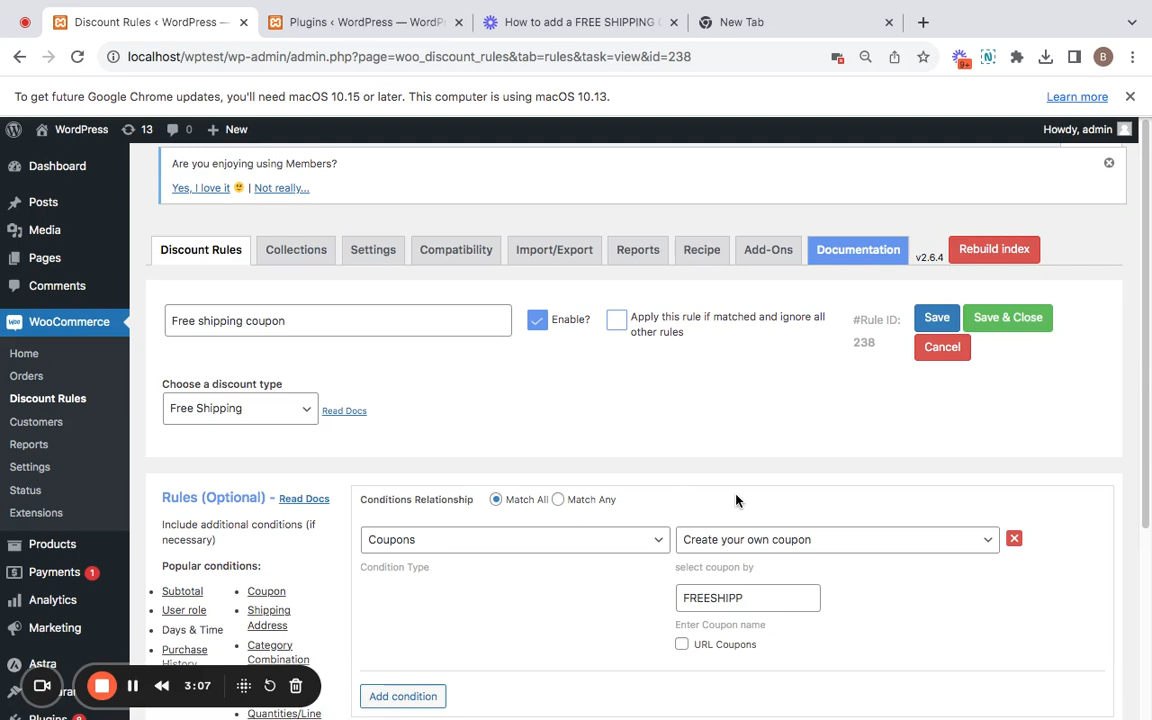 Discount Rules ‹ WordPress —
Plugins ‹ WordPress — WordPr
How to add a FREE SHIPPING
New Tab
localhost/wptest/wp-admin/admin.php?page=woo_discount_rules&tab=rules&task=view&id=238
9+
N
B
To get future Google Chrome updates, you'll need macOS 10.15 or later. This computer is using macOS 10.13.
Learn more
WordPress
13
0
New
Howdy, admin
Dashboard
Posts
Media
Pages
Comments
WooCommerce
Home
Orders
Discount Rules
Customers
Reports
Settings
Status
Extensions
Products
Payments 1
Analytics
Marketing
Astra
Are you enjoying using Members?
Yes, I love it 🙂 | Not really...
Discount Rules
Collections
Settings
Compatibility
Import/Export
Reports
Recipe
Add-Ons
Documentation
v2.6.4
Rebuild index
Free shipping coupon
Enable?
Apply this rule if matched and ignore all
other rules
#Rule ID:
238
Save
Save & Close
Cancel
Choose a discount type
Free Shipping
Read Docs
Rules (Optional) - Read Docs
Include additional conditions (if
necessary)
Popular conditions:
Subtotal
User role
Days & Time
Purchase
History
Coupon
Shipping
Address
Category
Combination
Quantities/Line
Conditions Relationship
Match All
Match Any
Coupons
Condition Type
Create your own coupon
select coupon by
FREESHIPP
Enter Coupon name
URL Coupons
Add condition
3:07